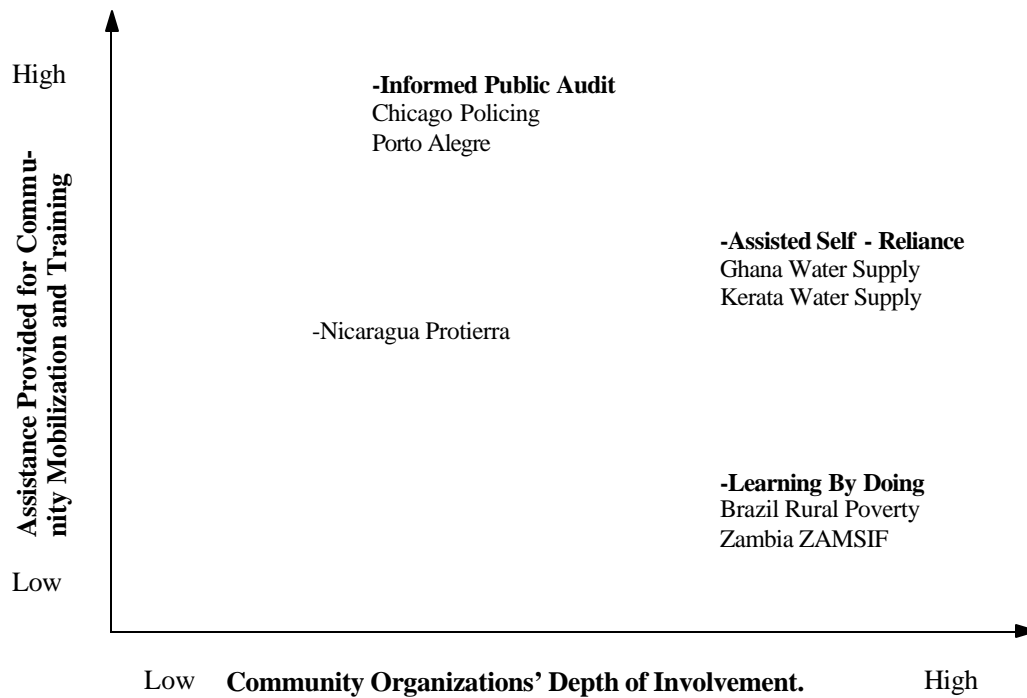 High
-Informed Public Audit
Chicago Policing
Porto Alegre
Assistance Provided for Commu-
nity Mobilization and Training
-Assisted Self - Reliance
Ghana Water Supply
Kerata Water Supply
-Nicaragua Protierra
-Learning By Doing
Brazil Rural Poverty
Zambia ZAMSIF
Low
Low Community Organizations' Depth of Involvement. High